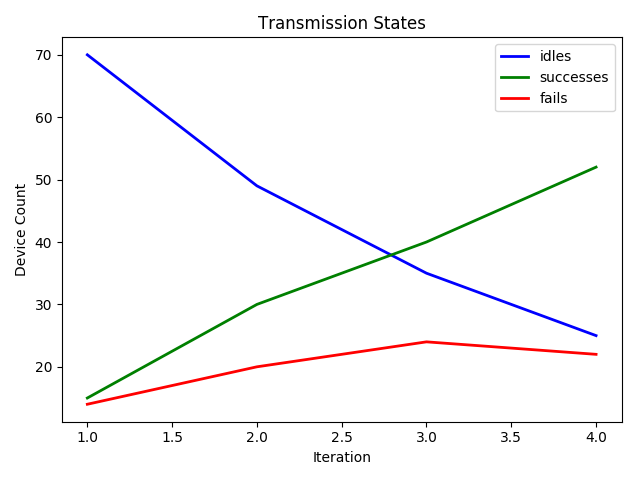 Transmission States
idles
successes
fails
Device Count
70
60
50
40
30
20
1.0 1.5 2.0 2.5 3.0 3.5 4.0
Iteration